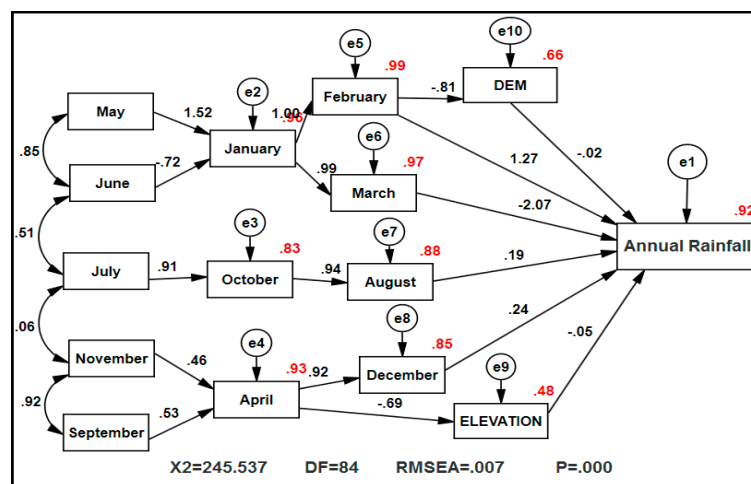 e5
e10
.99
.66
e2
February
-.81
DEM
May
1.52
1.00
.96
January
e6
.85
-.72
.99
.97
1.27
-.02
e1
June
March
-2.07
.92
.51
e3
e7
Annual Rainfall
.83
.88
July
.91
October
.94
August
.19
.06
e8
.24
-.05
November
.46
e4
.85
.93
.92
December
e9
.92
April
.48
.53
-.69
September
ELEVATION
X2=245.537 DF=84 RMSEA=.007 P=.000